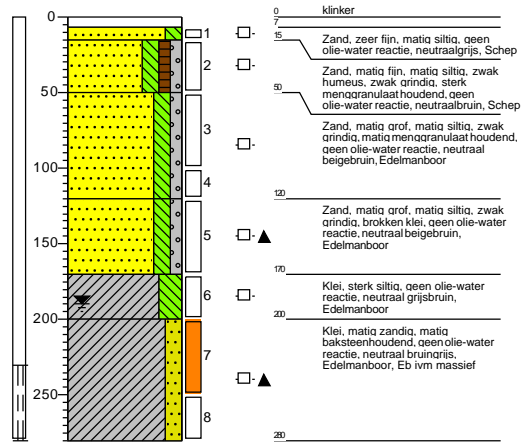 0
50
100
150
200
250
1
2
3
4
5
6
7
8
0
klinker
7
15
Zand, zeer fijn, matig siltig, geen
olie-water reactie, neutraalgrijs, Schep
Zand, matig fijn, matig siltig, zwak
humeus, zwak grindig, sterk
menggranulaat houdend, geen
olie-water reactie, neutraalbruin, Schep
50
Zand, matig grof, matig siltig, zwak
grindig, matig menggranulaat houdend,
geen olie-water reactie, neutraal
beigebruin, Edelmanboor
120
Zand, matig grof, matig siltig, zwak
grindig, brokken klei, geen olie-water
reactie, neutraal beigebruin,
Edelmanboor
170
Klei, sterk siltig, geen olie-water
reactie, neutraal grijsbruin,
Edelmanboor
200
Klei, matig zandig, matig
baksteenhoudend, geen olie-water
reactie, neutraal bruingrijs,
Edelmanboor, Eb ivm massief
280